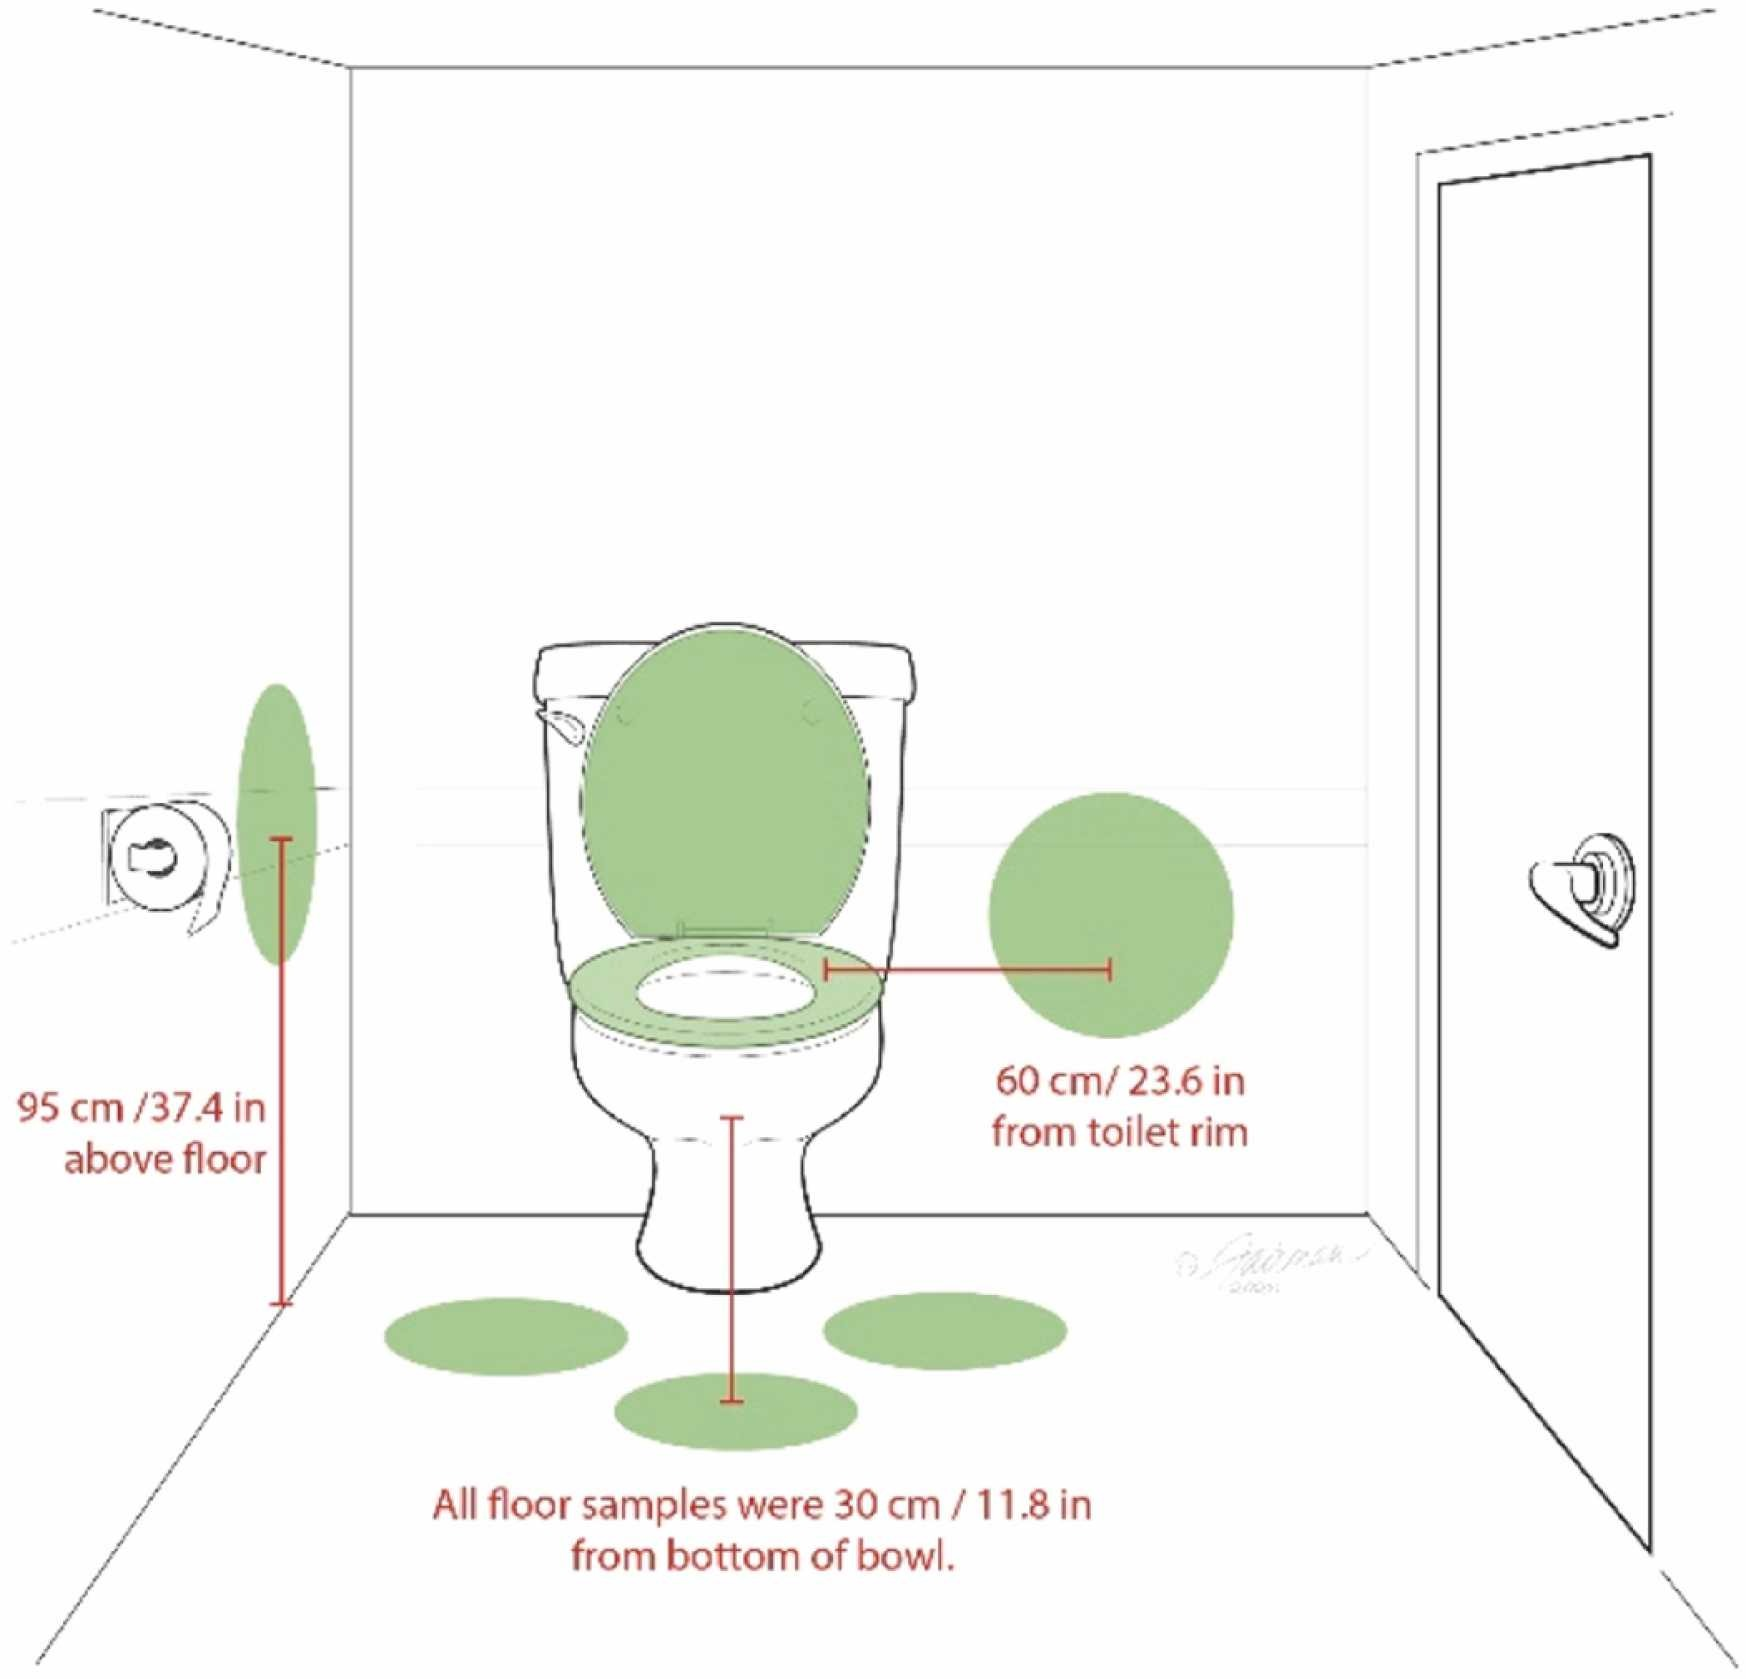 95 cm /37.4 in
above floor
60 cm/ 23.6 in
from toilet rim
All floor samples were 30 cm / 11.8 in
from bottom of bowl.